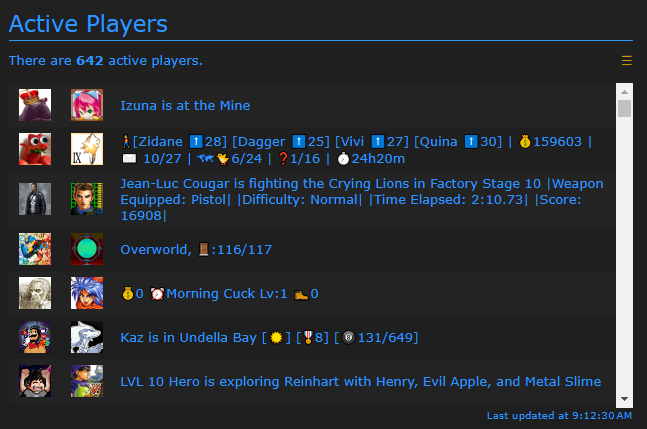 Active Players
There are 642 active players.
☰
Izuna is at the Mine
🚶[Zidane ⬆️28] [Dagger ⬆️25] [Vivi ⬆️27] [Quina ⬆️30] | 💰159603 |
✉️ 10/27 | 🗺️🐤6/24 | ❓1/16 | ⏱️24h20m
IX
Jean-Luc Cougar is fighting the Crying Lions in Factory Stage 10 |Weapon
Equipped: Pistol| |Difficulty: Normal| |Time Elapsed: 2:10.73| |Score:
16908|
Overworld, 🚪:116/117
💰0 ⏰Morning Cuck Lv:1 🥾0
Kaz is in Undella Bay [☀️] [🎖️8] [🎱131/649]
LVL 10 Hero is exploring Reinhart with Henry, Evil Apple, and Metal Slime
Last updated at 9:12:30 AM